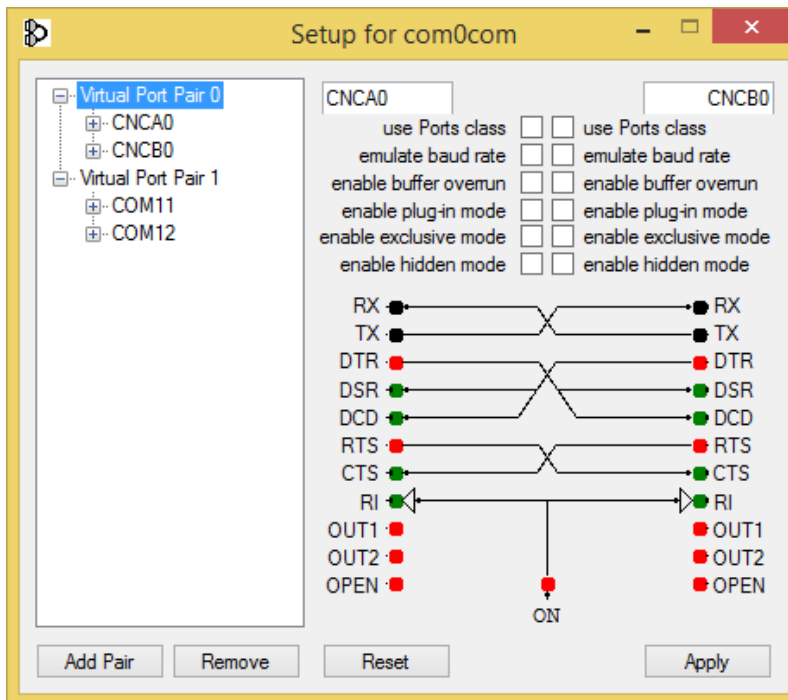 Setup for com0com
Virtual Port Pair 0
CNCA0
CNCB0
Virtual Port Pair 1
COM11
COM12
CNCA0 CNCB0
use Ports class use Ports class
emulate baud rate emulate baud rate
enable buffer overrun enable buffer overrun
enable plug-in mode enable plug-in mode
enable exclusive mode enable exclusive mode
enable hidden mode enable hidden mode
RX RX
TX TX
DTR DTR
DSR DSR
DCD DCD
RTS RTS
CTS CTS
RI RI
OUT1 OUT1
OUT2 OUT2
OPEN OPEN
ON
Add Pair Remove Reset Apply